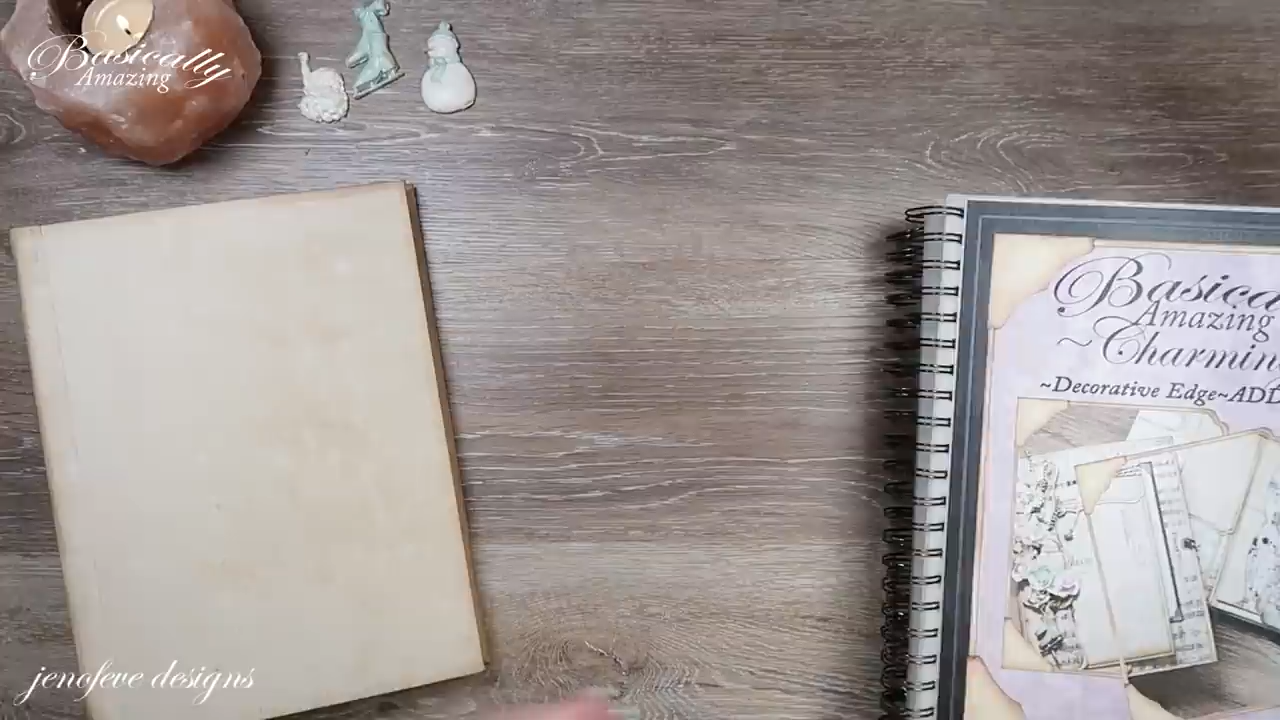 Basically
Amazing
Basica
Amazing
~Charmin
~Decorative Edge~ADD
jenofeve designs